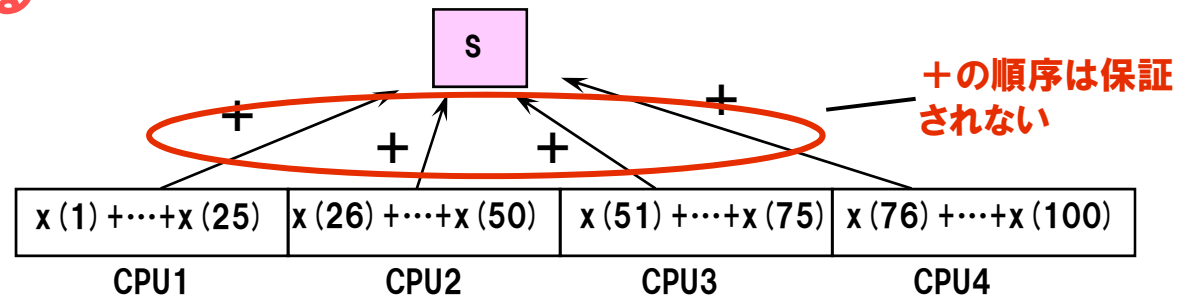 S
＋の順序は保証
されない
+ + + +
x(1)+…+x(25) x(26)+…+x(50) x(51)+…+x(75) x(76)+…+x(100)
CPU1 CPU2 CPU3 CPU4